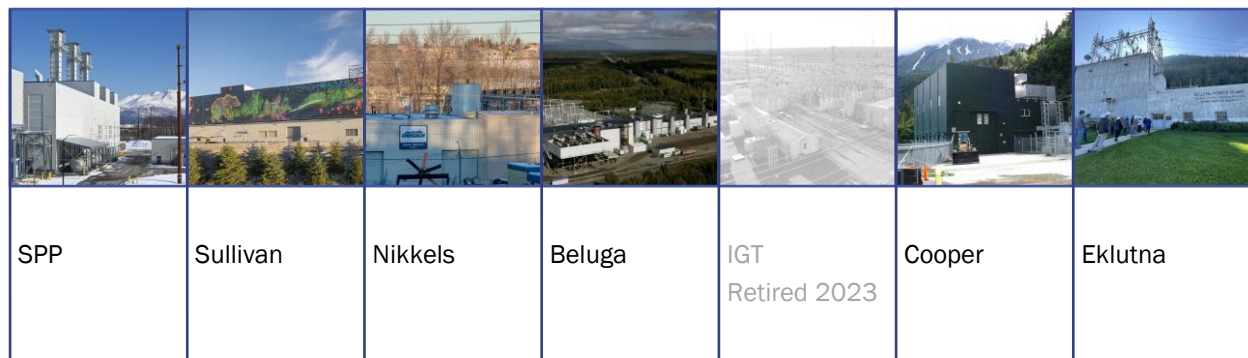 SPP
Sullivan
Nikkels
Beluga
IGT
Retired 2023
Cooper
Eklutna